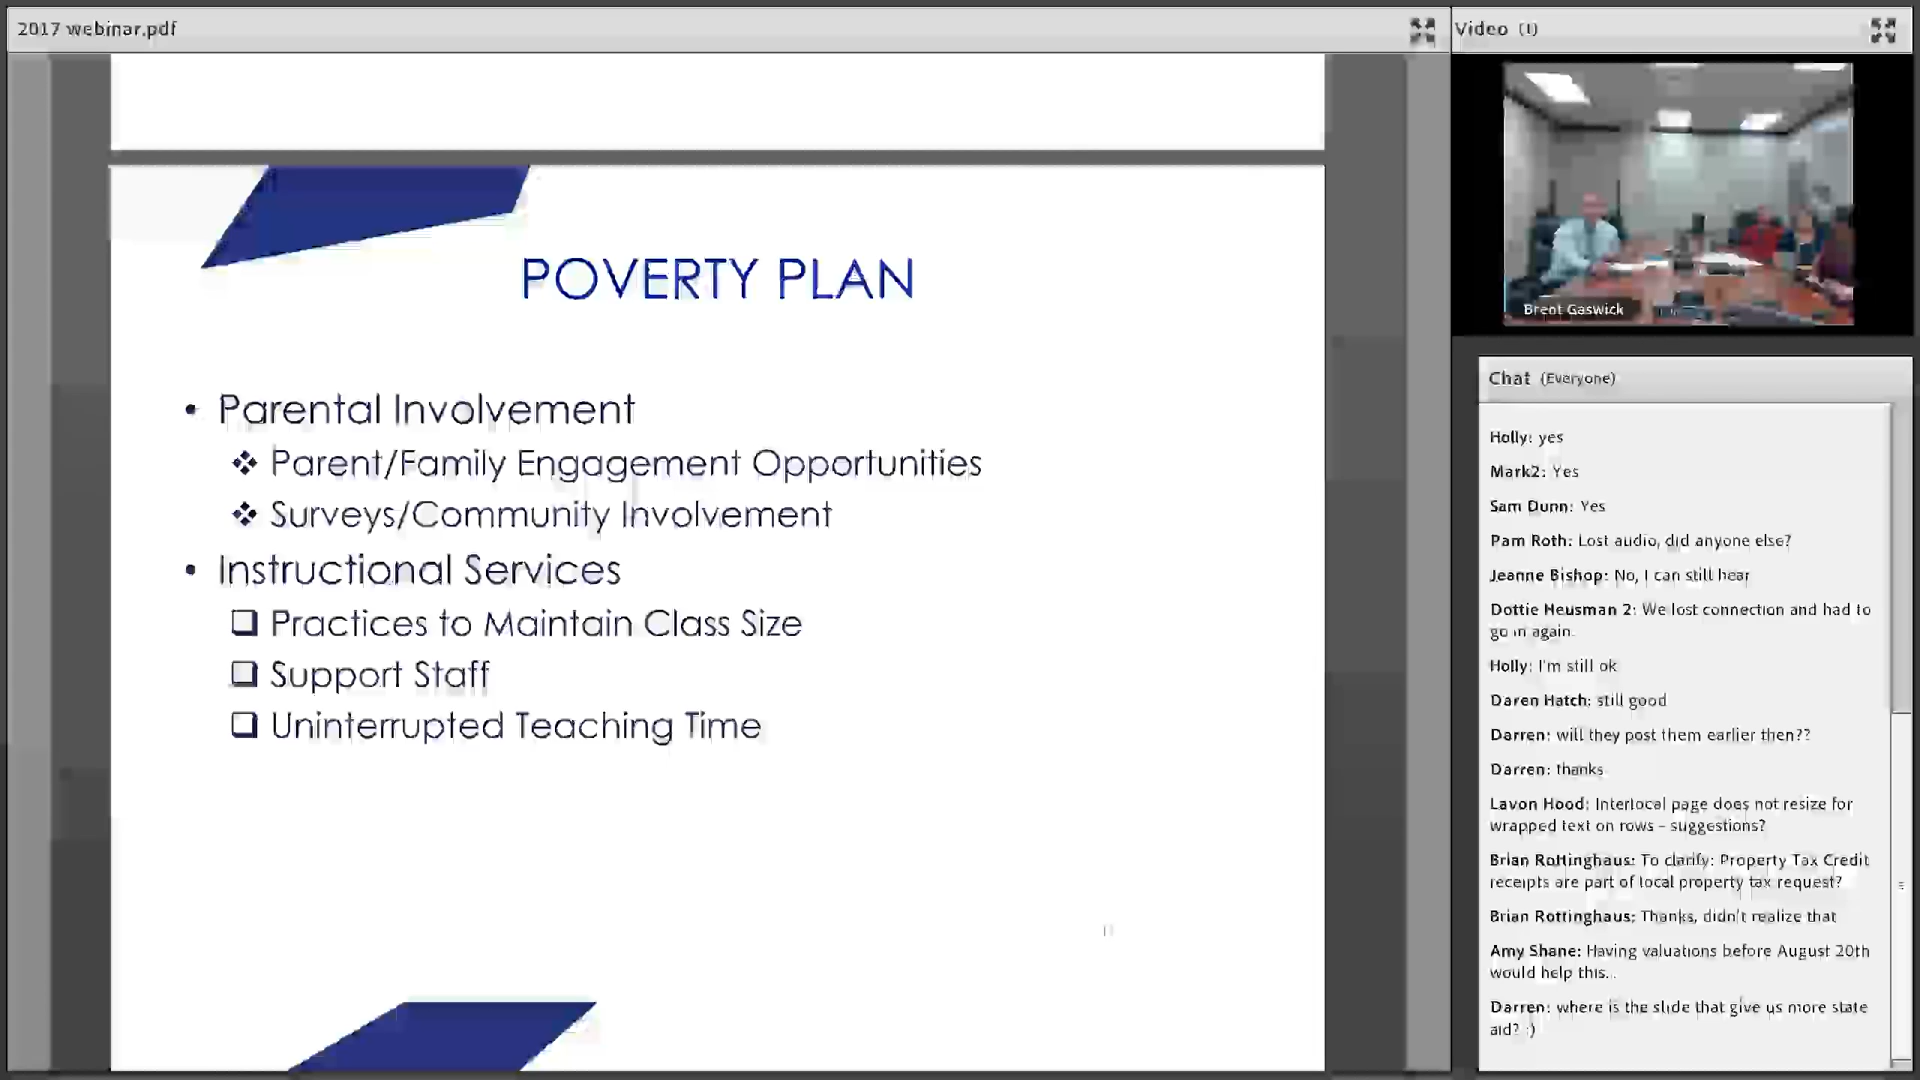 2017 webinar.pdf
POVERTY PLAN
• Parental Involvement
❖ Parent/Family Engagement Opportunities
❖ Surveys/Community Involvement
• Instructional Services
❑ Practices to Maintain Class Size
❑ Support Staff
❑ Uninterrupted Teaching Time
Video (1)
Brent Gaswick
Chat (Everyone)
Holly: yes
Mark2: Yes
Sam Dunn: Yes
Pam Roth: Lost audio, did anyone else?
Jeanne Bishop: No, I can still hear
Dottie Heusman 2: We lost connection and had to
go in again.
Holly: I'm still ok
Daren Hatch: still good
Darren: will they post them earlier then??
Darren: thanks
Lavon Hood: Interlocal page does not resize for
wrapped text on rows - suggestions?
Brian Rottinghaus: To clarify: Property Tax Credit
receipts are part of local property tax request?
Brian Rottinghaus: Thanks, didn't realize that
Amy Shane: Having valuations before August 20th
would help this...
Darren: where is the slide that give us more state
aid? :)